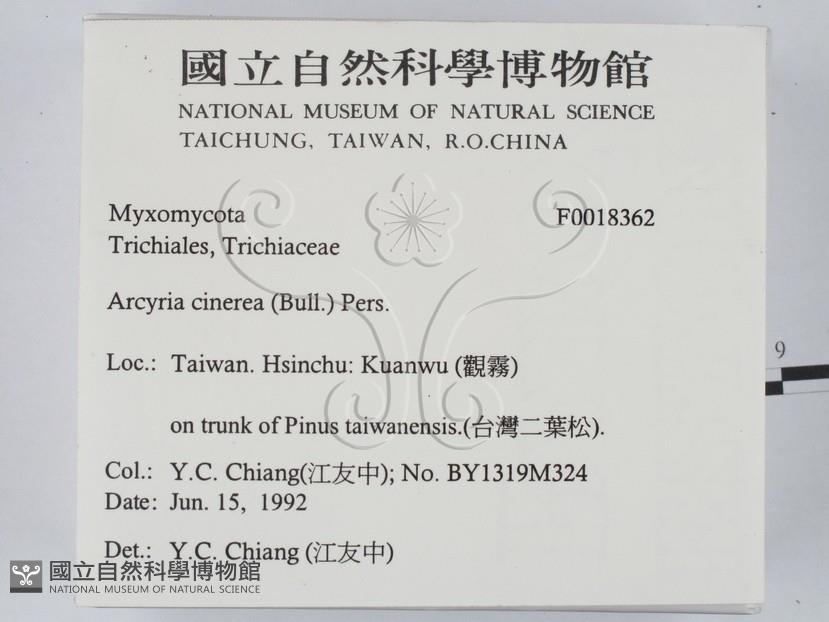 國立自然科學博物館
NATIONAL MUSEUM OF NATURAL SCIENCE
TAICHUNG, TAIWAN, R.O.CHINA
Myxomycota F0018362
Trichiales, Trichiaceae
Arcyria cinerea (Bull.) Pers.
Loc.: Taiwan. Hsinchu: Kuanwu (觀霧)
on trunk of Pinus taiwanensis.(台灣二葉松).
Col.: Y.C. Chiang(江友中); No. BY1319M324
Date: Jun. 15, 1992
Det.: Y.C. Chiang (江友中)
9
國立自然科學博物館
NATIONAL MUSEUM OF NATURAL SCIENCE